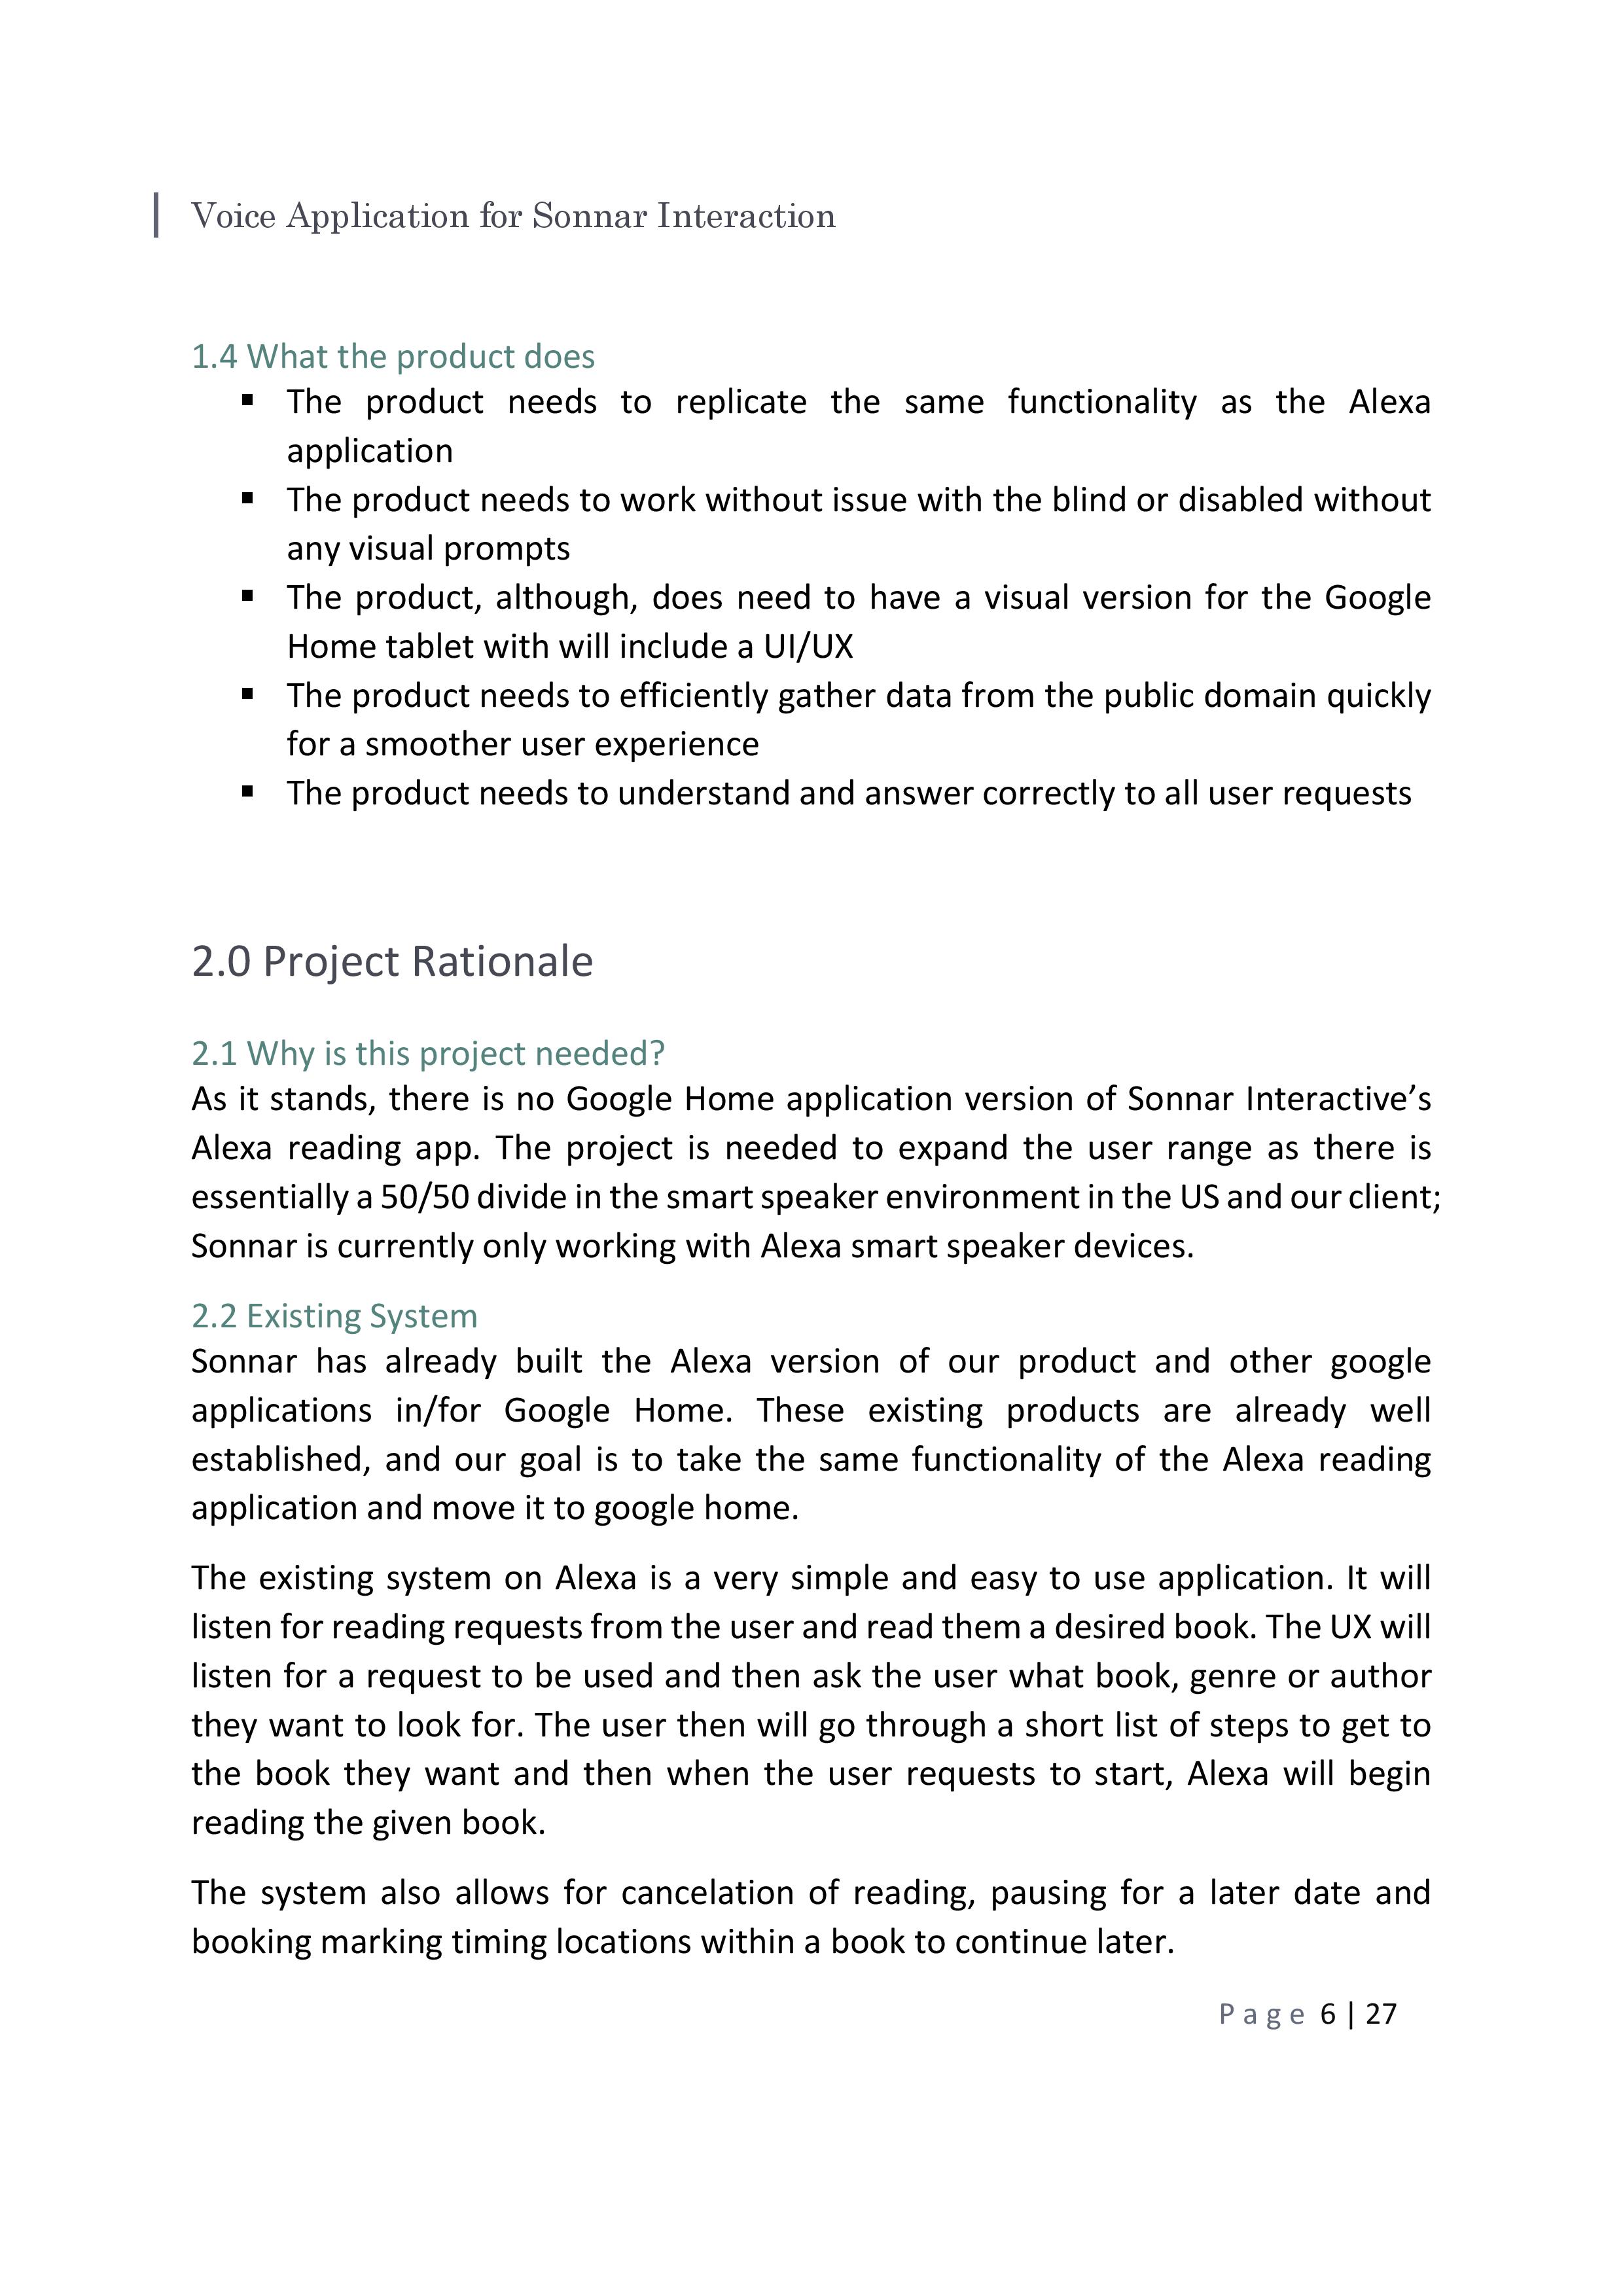 Voice Application for Sonnar Interaction
1.4 What the product does
▪ The product needs to replicate the same functionality as the Alexa
application
▪ The product needs to work without issue with the blind or disabled without
any visual prompts
▪ The product, although, does need to have a visual version for the Google
Home tablet with will include a UI/UX
▪ The product needs to efficiently gather data from the public domain quickly
for a smoother user experience
▪ The product needs to understand and answer correctly to all user requests
2.0 Project Rationale
2.1 Why is this project needed?
As it stands, there is no Google Home application version of Sonnar Interactive’s
Alexa reading app. The project is needed to expand the user range as there is
essentially a 50/50 divide in the smart speaker environment in the US and our client;
Sonnar is currently only working with Alexa smart speaker devices.
2.2 Existing System
Sonnar has already built the Alexa version of our product and other google
applications in/for Google Home. These existing products are already well
established, and our goal is to take the same functionality of the Alexa reading
application and move it to google home.
The existing system on Alexa is a very simple and easy to use application. It will
listen for reading requests from the user and read them a desired book. The UX will
listen for a request to be used and then ask the user what book, genre or author
they want to look for. The user then will go through a short list of steps to get to
the book they want and then when the user requests to start, Alexa will begin
reading the given book.
The system also allows for cancelation of reading, pausing for a later date and
booking marking timing locations within a book to continue later.
Page 6 | 27